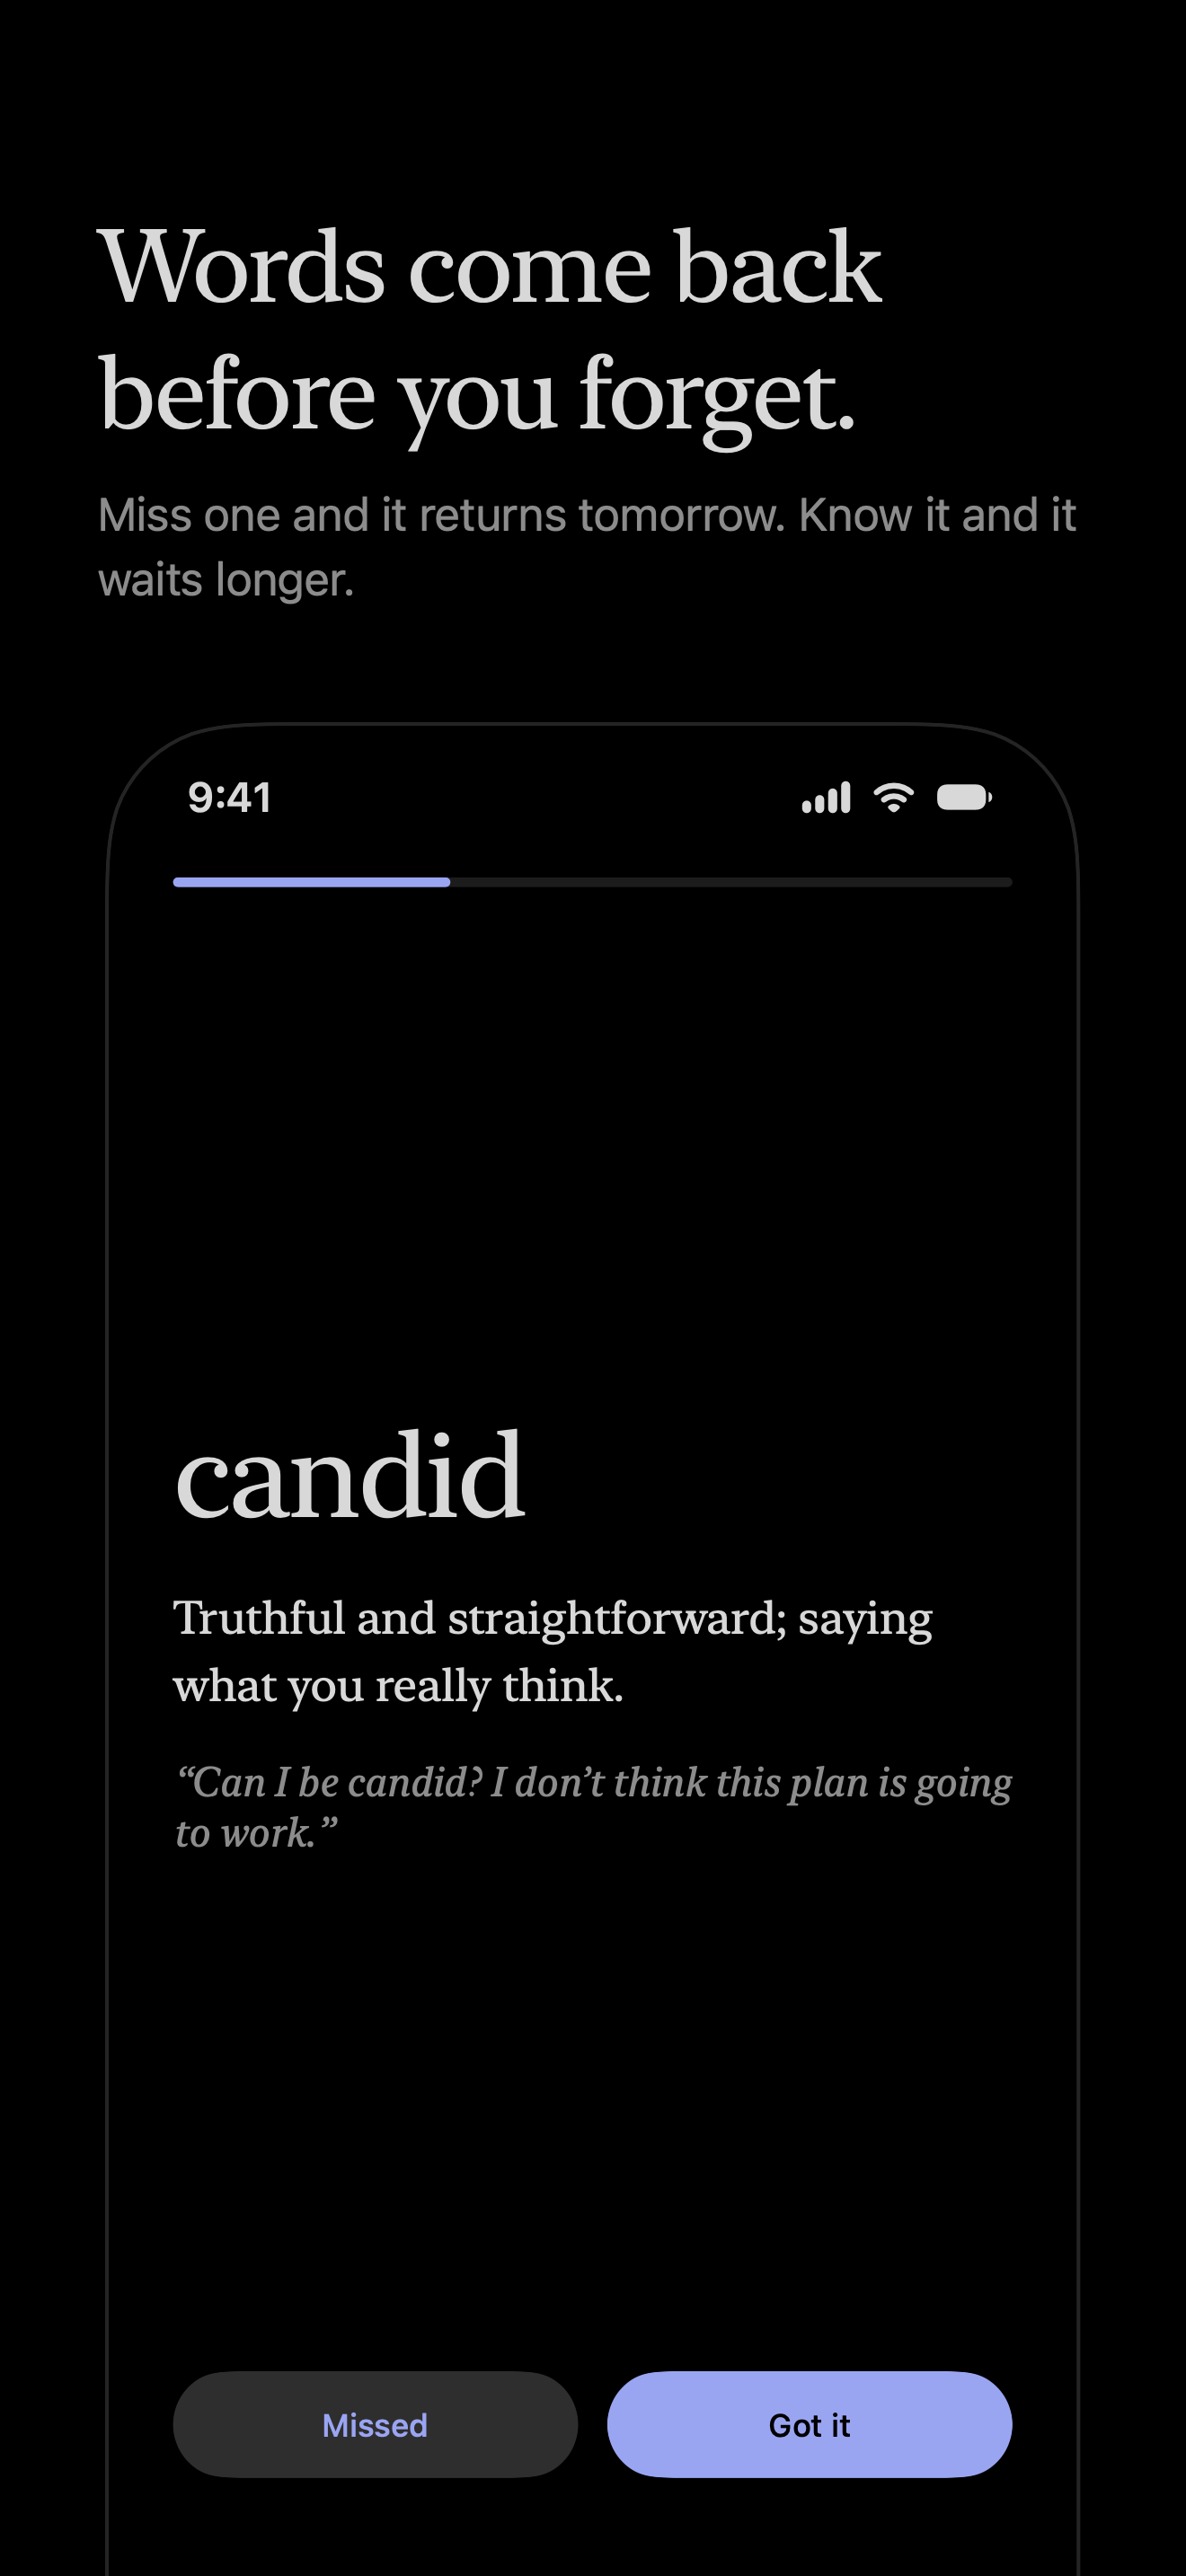 Words come back
before you forget.
Miss one and it returns tomorrow. Know it and it
waits longer.
9:41
candid
Truthful and straightforward; saying
what you really think.
“Can I be candid? I don’t think this plan is going
to work.”
Missed
Got it